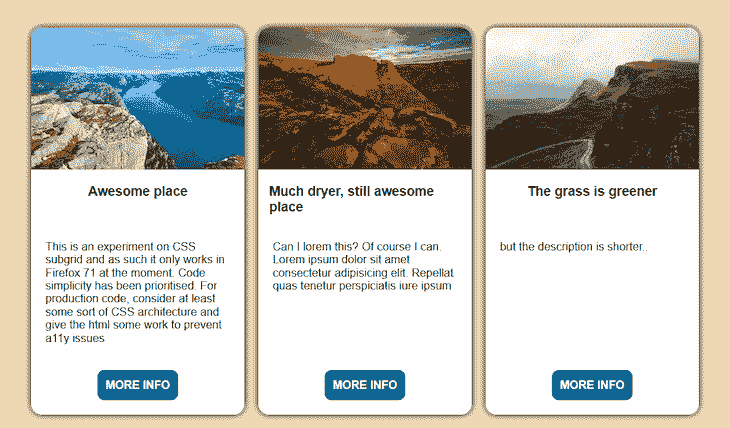 Awesome place
This is an experiment on CSS
subgrid and as such it only works in
Firefox 71 at the moment. Code
simplicity has been prioritised. For
production code, consider at least
some sort of CSS architecture and
give the html some work to prevent
a11y issues
MORE INFO
Much dryer, still awesome
place
Can I lorem this? Of course I can.
Lorem ipsum dolor sit amet
consectetur adipisicing elit. Repellat
quas tenetur perspiciatis iure ipsum
MORE INFO
The grass is greener
but the description is shorter..
MORE INFO